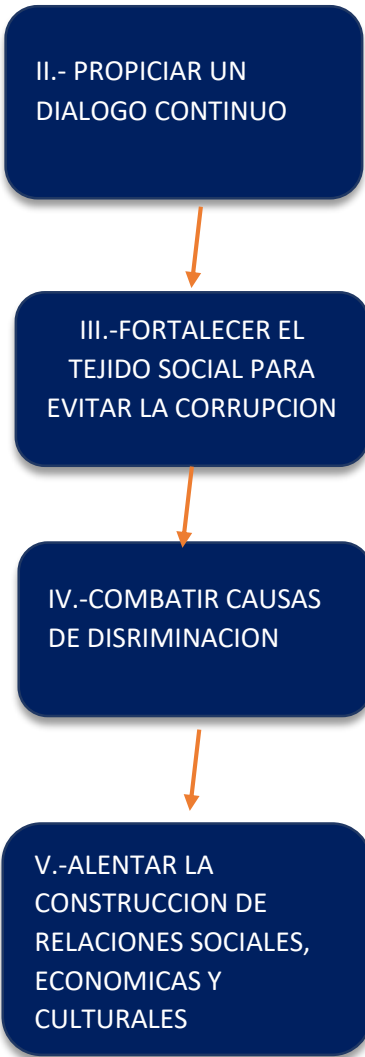 II.- PROPICIAR UN
DIALOGO CONTINUO
III.-FORTALECER EL
TEJIDO SOCIAL PARA
EVITAR LA CORRUPCION
IV.-COMBATIR CAUSAS
DE DISRIMINACION
V.-ALENTAR LA
CONSTRUCCION DE
RELACIONES SOCIALES,
ECONOMICAS Y
CULTURALES